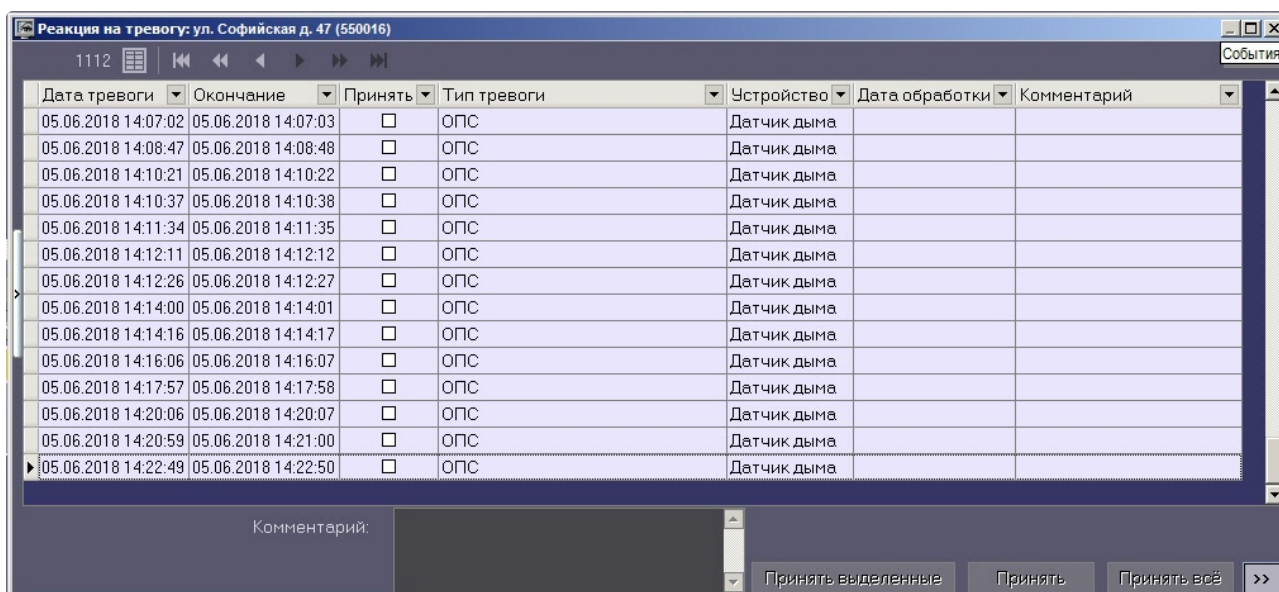 Реакция на тревогу: ул. Софийская д. 47 (550016)
События
1112
Дата тревоги Окончание Принять Тип тревоги Устройство Дата обработки Комментарий
05.06.2018 14:07:02 05.06.2018 14:07:03 ОПС Датчик дыма
05.06.2018 14:08:47 05.06.2018 14:08:48 ОПС Датчик дыма
05.06.2018 14:10:21 05.06.2018 14:10:22 ОПС Датчик дыма
05.06.2018 14:10:37 05.06.2018 14:10:38 ОПС Датчик дыма
05.06.2018 14:11:34 05.06.2018 14:11:35 ОПС Датчик дыма
05.06.2018 14:12:11 05.06.2018 14:12:12 ОПС Датчик дыма
05.06.2018 14:12:26 05.06.2018 14:12:27 ОПС Датчик дыма
05.06.2018 14:14:00 05.06.2018 14:14:01 ОПС Датчик дыма
05.06.2018 14:14:16 05.06.2018 14:14:17 ОПС Датчик дыма
05.06.2018 14:16:06 05.06.2018 14:16:07 ОПС Датчик дыма
05.06.2018 14:17:57 05.06.2018 14:17:58 ОПС Датчик дыма
05.06.2018 14:20:06 05.06.2018 14:20:07 ОПС Датчик дыма
05.06.2018 14:20:59 05.06.2018 14:21:00 ОПС Датчик дыма
05.06.2018 14:22:49 05.06.2018 14:22:50 ОПС Датчик дыма
Комментарий:
Принять выделенные Принять Принять всё >>